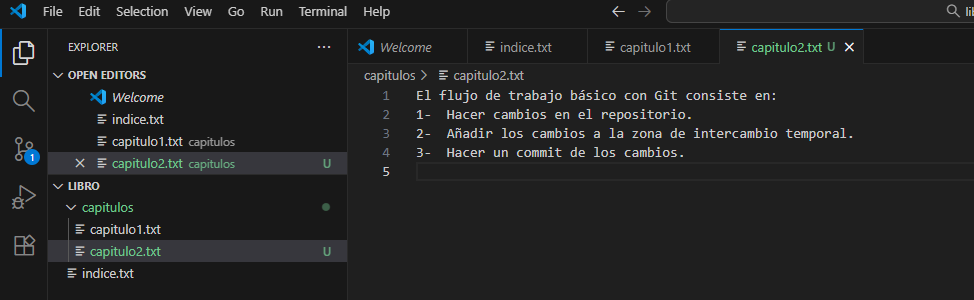 File Edit Selection View Go Run Terminal Help
EXPLORER
OPEN EDITORS
Welcome
indice.txt
capitulo1.txt capitulos
capitulo2.txt capitulos U
LIBRO
capitulos
capitulo1.txt
capitulo2.txt U
indice.txt
1
Welcome indice.txt capitulo1.txt capitulo2.txt U
capitulos > capitulo2.txt
1 El flujo de trabajo básico con Git consiste en:
2 1- Hacer cambios en el repositorio.
3 2- Añadir los cambios a la zona de intercambio temporal.
4 3- Hacer un commit de los cambios.
5